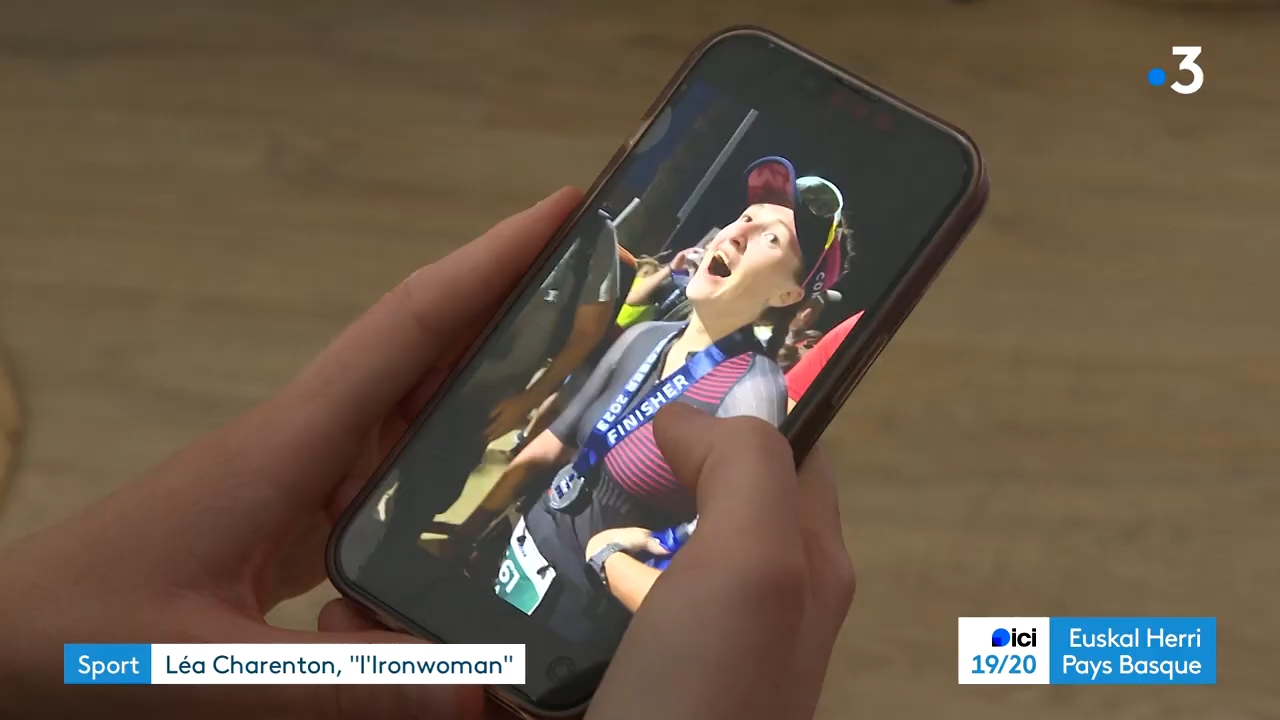 3
FINISHER
Sport
Léa Charenton, "l'Ironwoman"
ici
19/20
Euskal Herri
Pays Basque